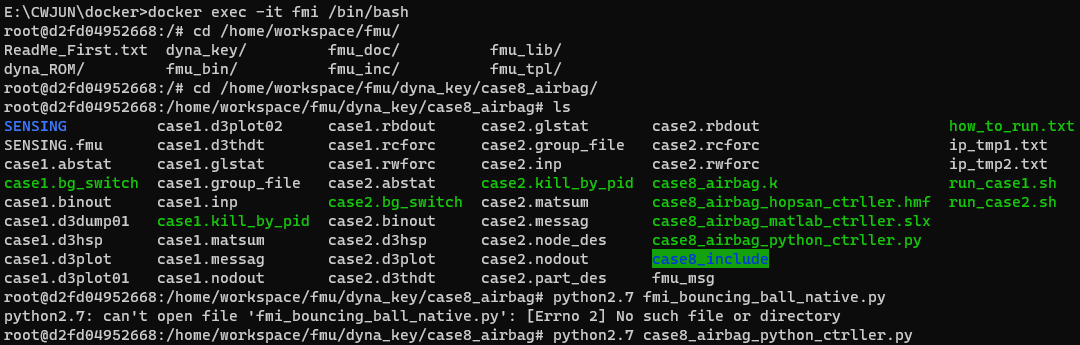 E:\CWJUN\docker>docker exec -it fmi /bin/bash
root@d2fd04952668:/# cd /home/workspace/fmu/
ReadMe_First.txt  dyna_key/         fmu_doc/          fmu_lib/
dyna_ROM/         fmu_bin/          fmu_inc/          fmu_tpl/
root@d2fd04952668:/# cd /home/workspace/fmu/dyna_key/case8_airbag/
root@d2fd04952668:/home/workspace/fmu/dyna_key/case8_airbag# ls
SENSING          case1.d3plot02     case1.rbdout     case2.glstat       case2.rbdout                     how_to_run.txt
SENSING.fmu      case1.d3thdt       case1.rcforc     case2.group_file   case2.rcforc                     ip_tmp1.txt
case1.abstat     case1.glstat       case1.rwforc     case2.inp          case2.rwforc                     ip_tmp2.txt
case1.bg_switch  case1.group_file   case2.abstat     case2.kill_by_pid  case8_airbag.k                   run_case1.sh
case1.binout     case1.inp          case2.bg_switch  case2.matsum       case8_airbag_hopsan_ctrller.hmf  run_case2.sh
case1.d3dump01   case1.kill_by_pid  case2.binout     case2.messag       case8_airbag_matlab_ctrller.slx
case1.d3hsp      case1.matsum       case2.d3hsp      case2.node_des     case8_airbag_python_ctrller.py
case1.d3plot     case1.messag       case2.d3plot     case2.nodout       case8_include
case1.d3plot01   case1.nodout       case2.d3thdt     case2.part_des     fmu_msg
root@d2fd04952668:/home/workspace/fmu/dyna_key/case8_airbag# python2.7 fmi_bouncing_ball_native.py
python2.7: can't open file 'fmi_bouncing_ball_native.py': [Errno 2] No such file or directory
root@d2fd04952668:/home/workspace/fmu/dyna_key/case8_airbag# python2.7 case8_airbag_python_ctrller.py